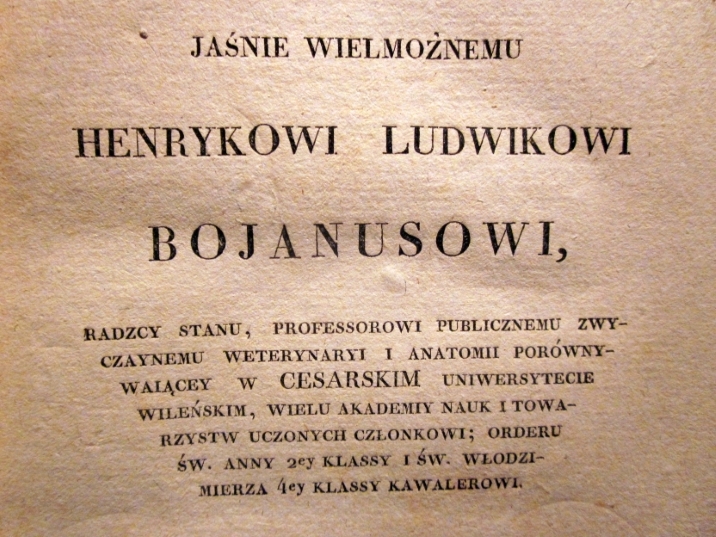 JAŚNIE WIELMOŻNEMU
HENRYKOWI LUDWIKOWI
BOJANUSOWI,
RADZCY STANU, PROFESSOROWI PUBLICZNEMU ZWY-
CZAYNEMU WETERYNARYI I ANATOMII PORÓWNY-
WAIĄCEY W CESARSKIM UNIWERSYTECIE
WILEŃSKIM, WIELU AKADEMIY NAUK I TOWA-
RZYSTW UCZONYCH CZŁONKOWI; ORDERU
ŚW. ANNY 2ey KLASSY I ŚW. WŁODZI-
MIERZA 4ey KLASSY KAWALEROWI.